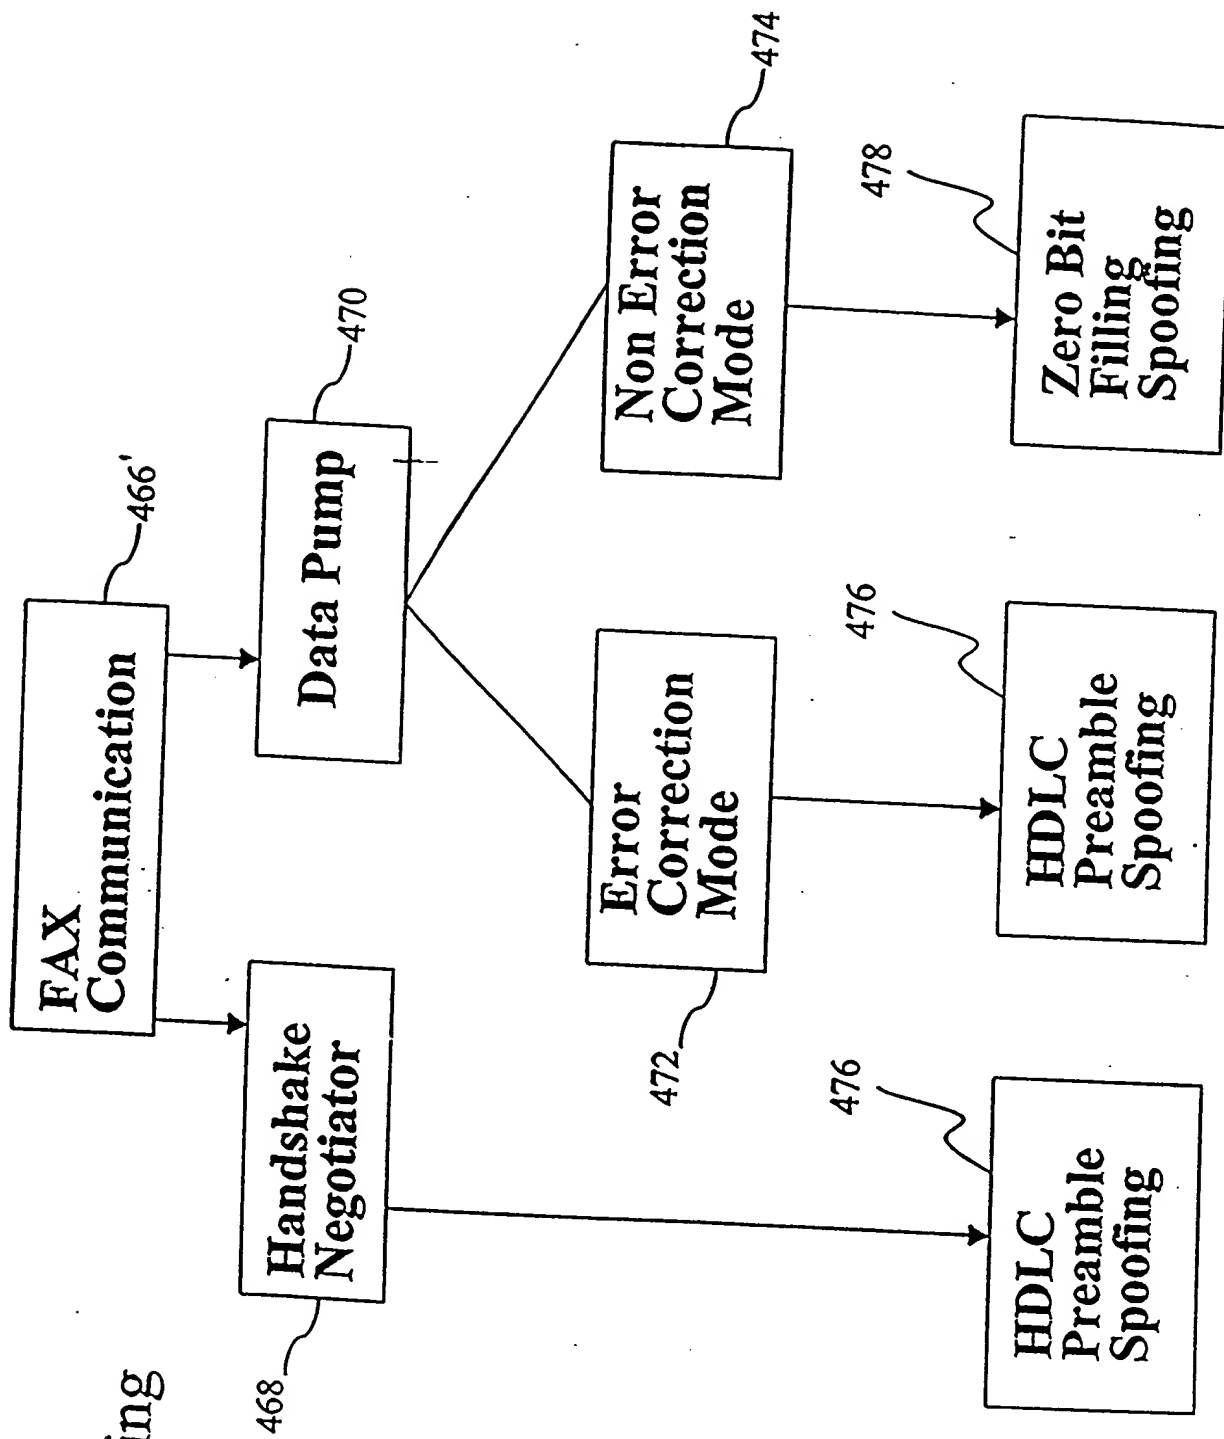 FAX
Communication
466'
Handshake
Negotiator
468
Data Pump
470
Error
Correction
Mode
472
Non Error
Correction
Mode
474
HDLC
Preamble
Spoofing
476
HDLC
Preamble
Spoofing
476
Zero Bit
Filling
Spoofing
478